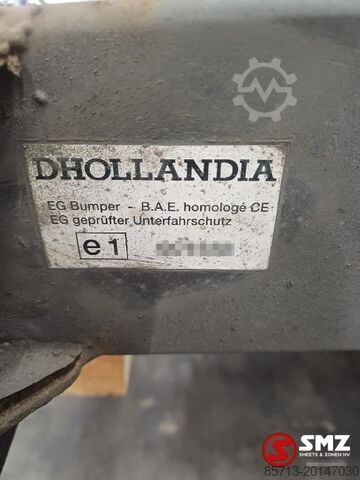 DHOLLANDIA
EG Bumper - B.A.E. homologé CE
EG geprüfter Unterfahrschutz
e1
SMZ
SHEETS & ZONEN NV
85713-20147030